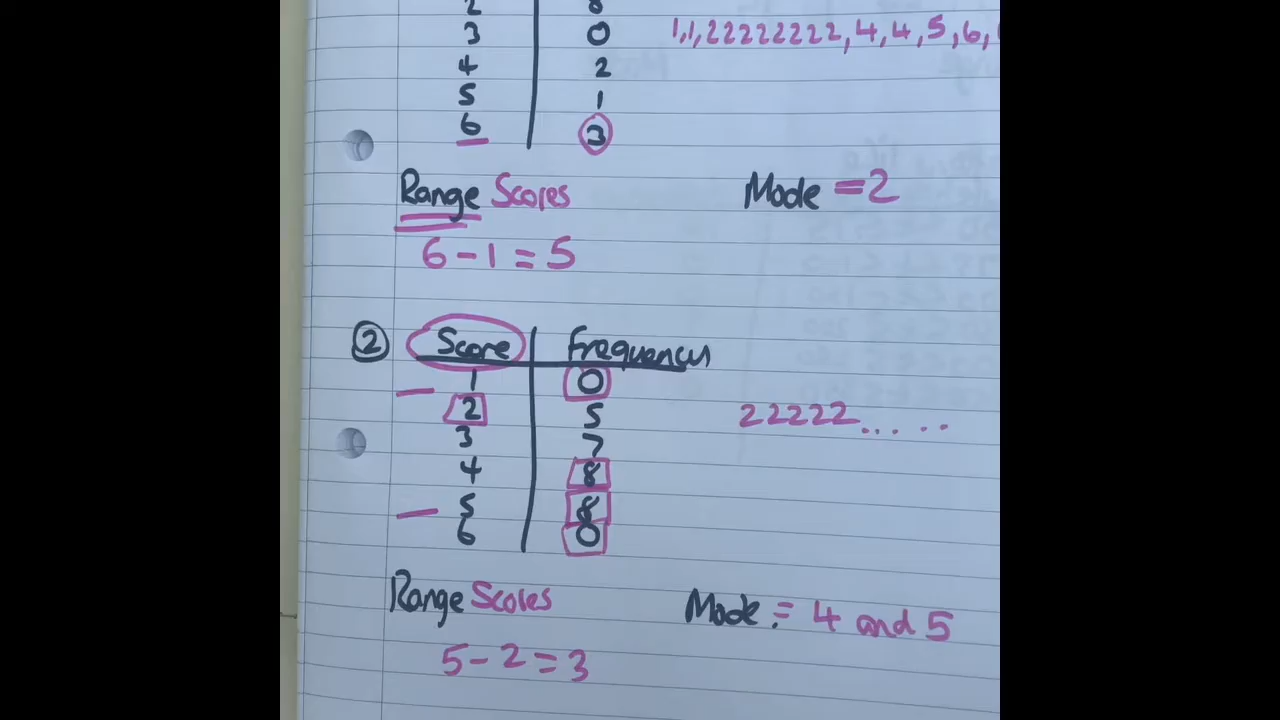 2 8
3 0 1,1,22222222,4,4,5,6,
4 2
5 1
6 3
Range Scores Mode =2
6-1=5
2 Score Frequency
1 0
2 5 22222.....
3 7
4 8
5 8
6 0
Range Scores Mode := 4 and 5
5-2=3